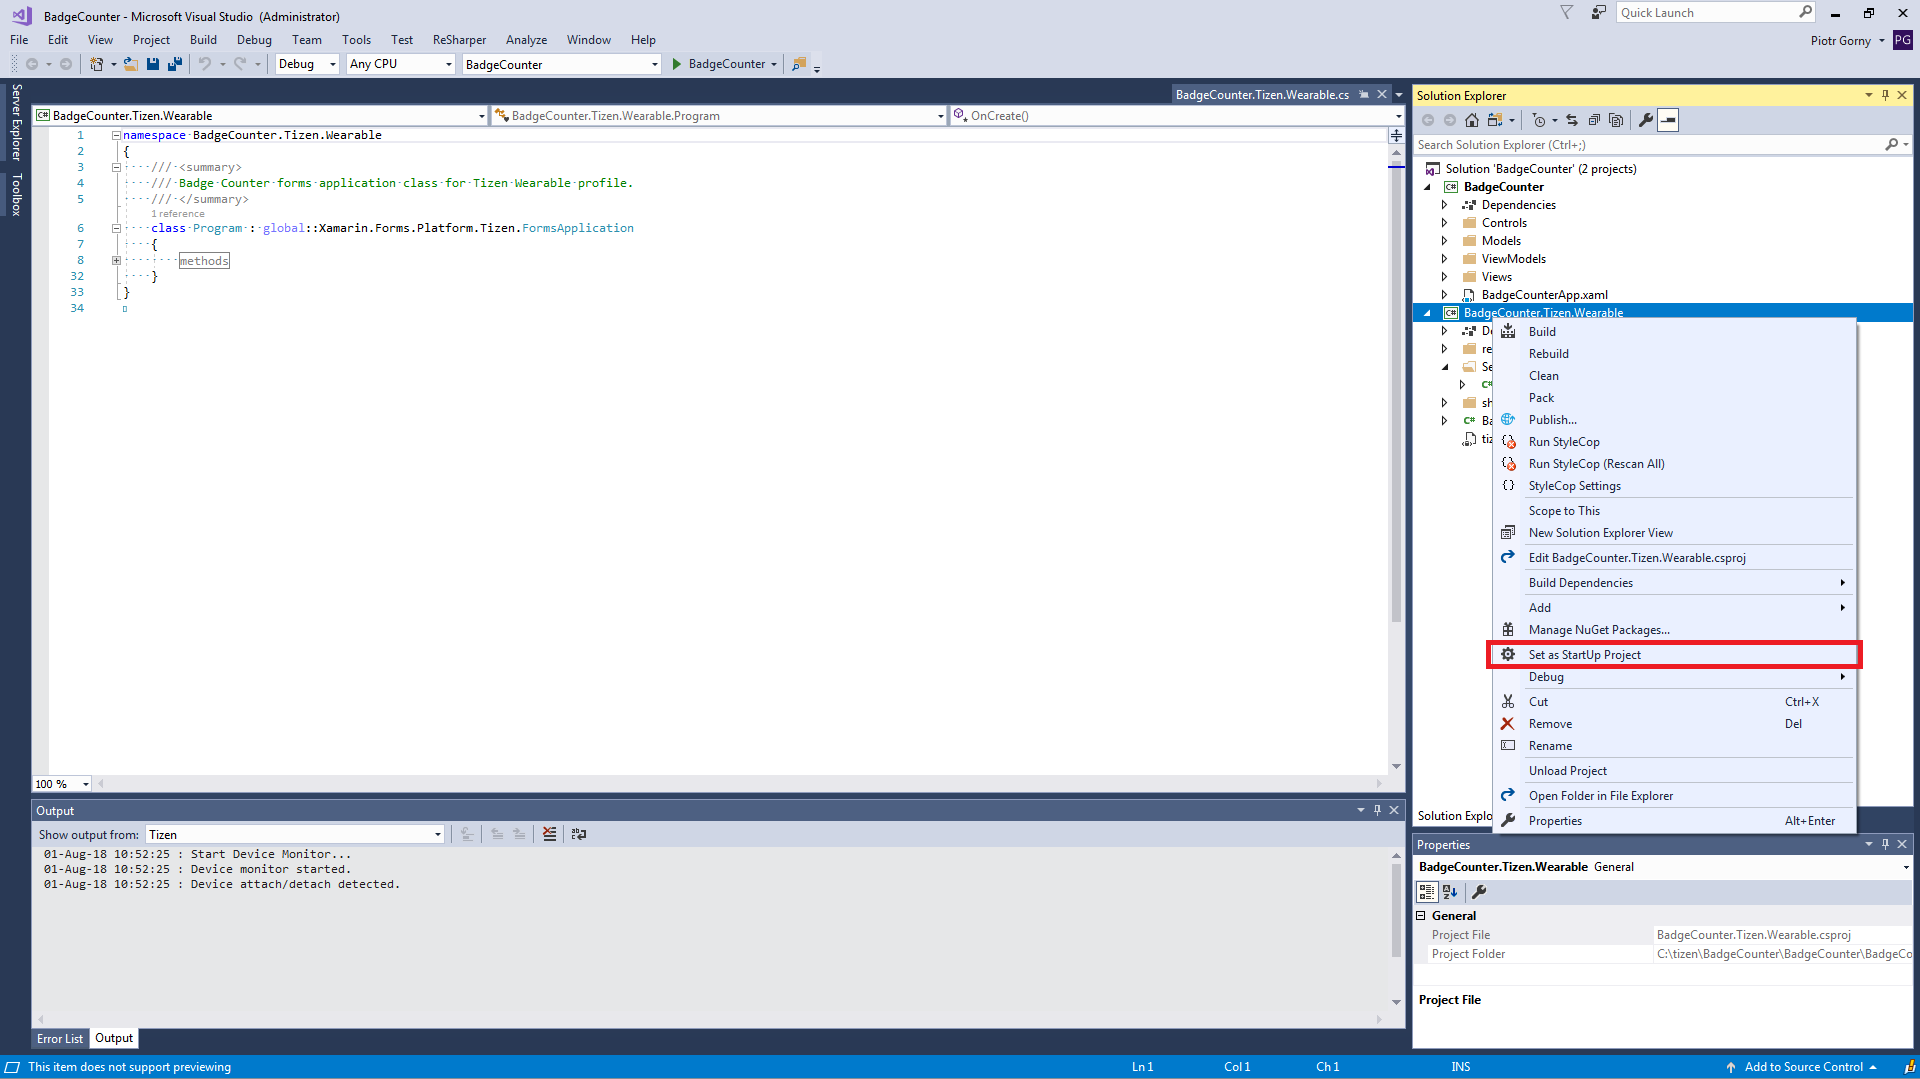 BadgeCounter - Microsoft Visual Studio (Administrator)
Quick Launch
File Edit View Project Build Debug Team Tools Test ReSharper Analyze Window Help
Piotr Gorny PG
Debug Any CPU BadgeCounter BadgeCounter
Server Explorer
Toolbox
BadgeCounter.Tizen.Wearable.cs
BadgeCounter.Tizen.Wearable BadgeCounter.Tizen.Wearable.Program OnCreate()
1 namespace BadgeCounter.Tizen.Wearable
2 {
3 /// <summary>
4 /// Badge Counter forms application class for Tizen Wearable profile.
5 /// </summary>
1 reference
6 class Program : global::Xamarin.Forms.Platform.Tizen.FormsApplication
7 {
8 methods
32 }
33 }
34
100 %
Output
Show output from: Tizen
01-Aug-18 10:52:25 : Start Device Monitor...
01-Aug-18 10:52:25 : Device monitor started.
01-Aug-18 10:52:25 : Device attach/detach detected.
Error List Output
Solution Explorer
Search Solution Explorer (Ctrl+;)
Solution 'BadgeCounter' (2 projects)
C# BadgeCounter
Dependencies
Controls
Models
ViewModels
Views
BadgeCounterApp.xaml
C# BadgeCounter.Tizen.Wearable
re
Se
C#
sh
C# Ba
tiz
Build
Rebuild
Clean
Pack
Publish...
Run StyleCop
Run StyleCop (Rescan All)
StyleCop Settings
Scope to This
New Solution Explorer View
Edit BadgeCounter.Tizen.Wearable.csproj
Build Dependencies
Add
Manage NuGet Packages...
Set as StartUp Project
Debug
Cut Ctrl+X
Remove Del
Rename
Unload Project
Open Folder in File Explorer
Properties Alt+Enter
Solution Explo
Properties
BadgeCounter.Tizen.Wearable General
General
Project File BadgeCounter.Tizen.Wearable.csproj
Project Folder C:\tizen\BadgeCounter\BadgeCounter\BadgeCo
Project File
This item does not support previewing Ln 1 Col 1 Ch 1 INS Add to Source Control